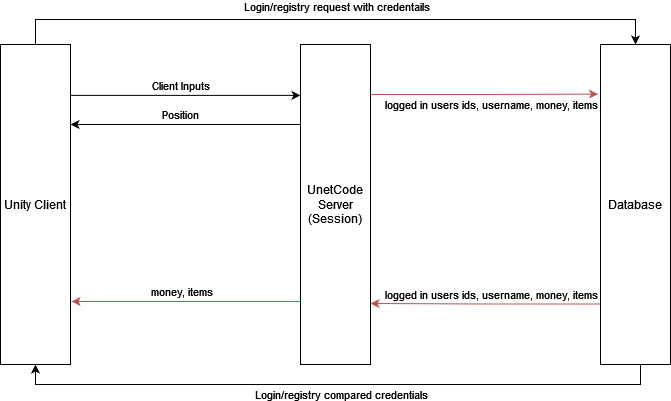 Login/registry request with credentails
Client Inputs
logged in users ids, username, money, items
Position
Unity Client
UnetCode
Server
(Session)
Database
money, items
logged in users ids, username, money, items
Login/registry compared credentials